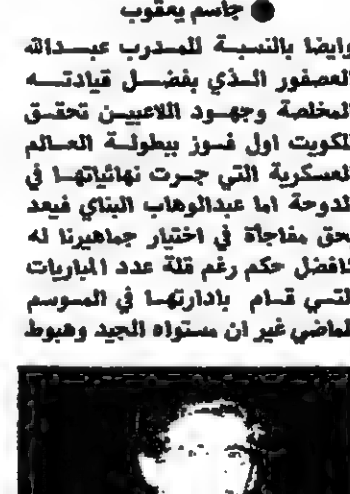 ● جاسم يعقوب
وايضا بالنسبة للمدرب عبدالله
العصفور الذي بفضل قيادته
المخلصة وجهود اللاعبين تحقق
للكويت اول فوز ببطولة العالم
العسكرية التي جرت نهائياتها في
الدوحة اما عبدالوهاب البناي فيعد
بحق مفاجأة في اختيار جماهيرنا له
كافضل حكم رغم قلة عدد المباريات
التي قام بادارتها في الموسم
الماضي غير ان مستواه الجيد وهبوط